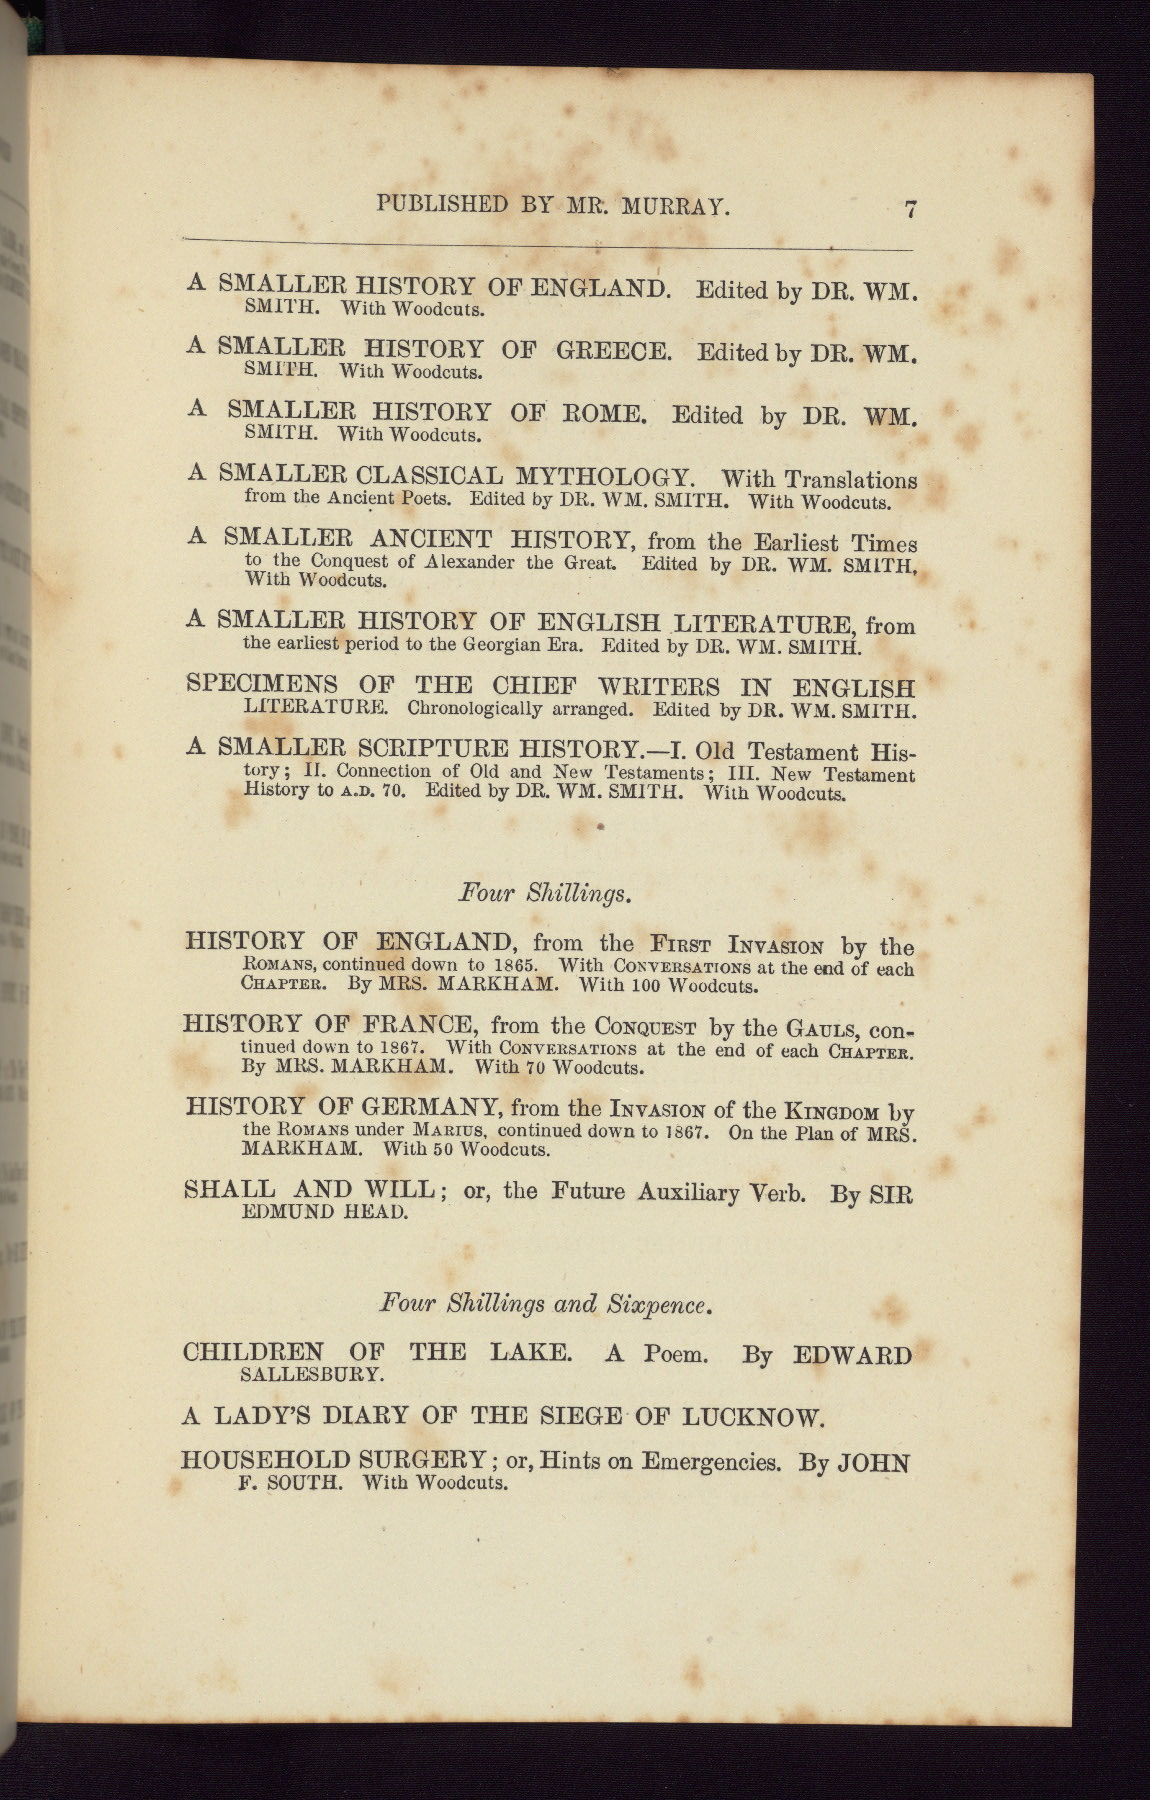 PUBLISHED BY MR. MURRAY. 7
A SMALLER HISTORY OF ENGLAND. Edited by DR. WM.
SMITH. With Woodcuts.
A SMALLER HISTORY OF GREECE. Edited by DR. WM.
SMITH. With Woodcuts.
A SMALLER HISTORY OF ROME. Edited by DR. WM.
SMITH. With Woodcuts.
A SMALLER CLASSICAL MYTHOLOGY. With Translations
from the Ancient Poets. Edited by DR. WM. SMITH. With Woodcuts.
A SMALLER ANCIENT HISTORY, from the Earliest Times
to the Conquest of Alexander the Great. Edited by DR. WM. SMITH,
With Woodcuts.
A SMALLER HISTORY OF ENGLISH LITERATURE, from
the earliest period to the Georgian Era. Edited by DR. WM. SMITH.
SPECIMENS OF THE CHIEF WRITERS IN ENGLISH
LITERATURE. Chronologically arranged. Edited by DR. WM. SMITH.
A SMALLER SCRIPTURE HISTORY.—I. Old Testament His-
tory; II. Connection of Old and New Testaments; III. New Testament
History to A.D. 70. Edited by DR. WM. SMITH. With Woodcuts.
Four Shillings.
HISTORY OF ENGLAND, from the FIRST INVASION by the
ROMANS, continued down to 1865. With CONVERSATIONS at the end of each
CHAPTER. By MRS. MARKHAM. With 100 Woodcuts.
HISTORY OF FRANCE, from the CONQUEST by the GAULS, con-
tinued down to 1867. With CONVERSATIONS at the end of each CHAPTER.
By MRS. MARKHAM. With 70 Woodcuts.
HISTORY OF GERMANY, from the INVASION of the KINGDOM by
the ROMANS under MARIUS, continued down to 1867. On the Plan of MRS.
MARKHAM. With 50 Woodcuts.
SHALL AND WILL; or, the Future Auxiliary Verb. By SIR
EDMUND HEAD.
Four Shillings and Sixpence.
CHILDREN OF THE LAKE. A Poem. By EDWARD
SALLESBURY.
A LADY'S DIARY OF THE SIEGE OF LUCKNOW.
HOUSEHOLD SURGERY; or, Hints on Emergencies. By JOHN
F. SOUTH. With Woodcuts.